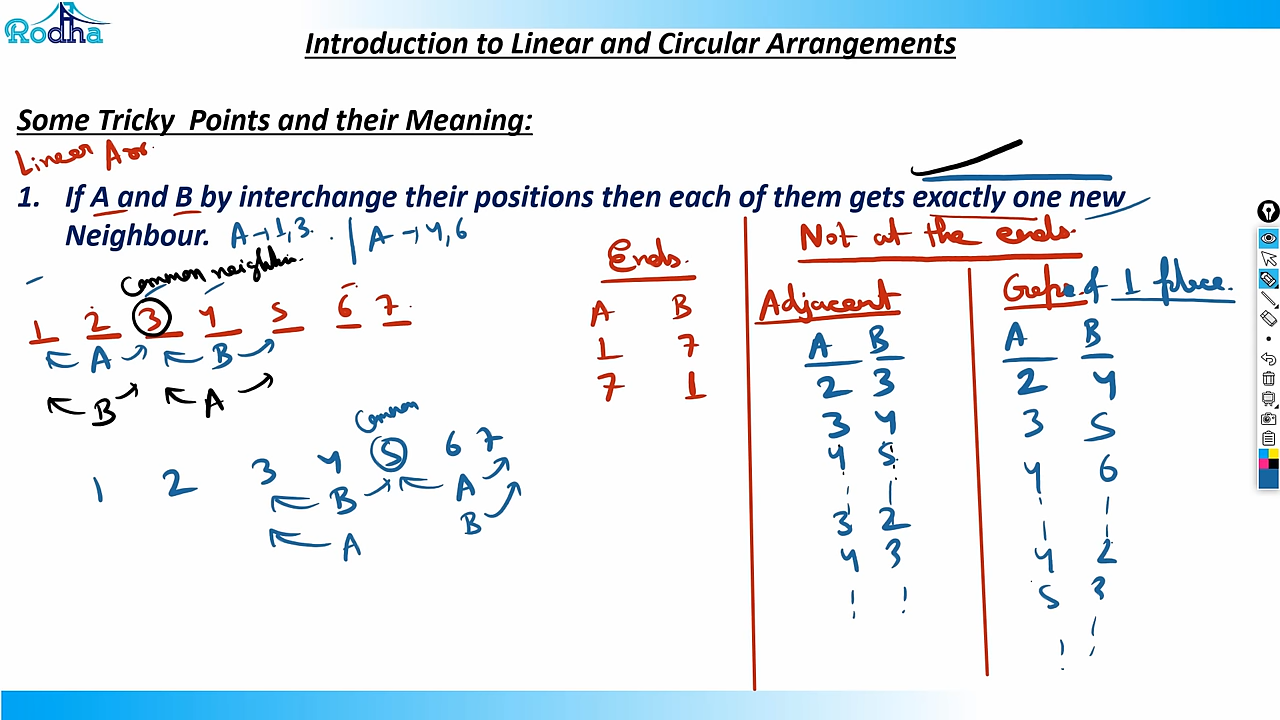 Rodha
Introduction to Linear and Circular Arrangements
Some Tricky Points and their Meaning:
Linear Arr.
1. If A and B by interchange their positions then each of them gets exactly one new
Neighbour. A → 1, 3. | A → 4, 6
Common neighbour.
1 2 3 4 5 6 7
A B
B A
Common
1 2 3 4 5 6 7
B A
A B
Ends.
A B
1 7
7 1
Not at the ends.
Adjacent
A B
2 3
3 4
4 5
3 2
4 3
Gaps of 1 place.
A B
2 4
3 5
4 6
4 2
5 3